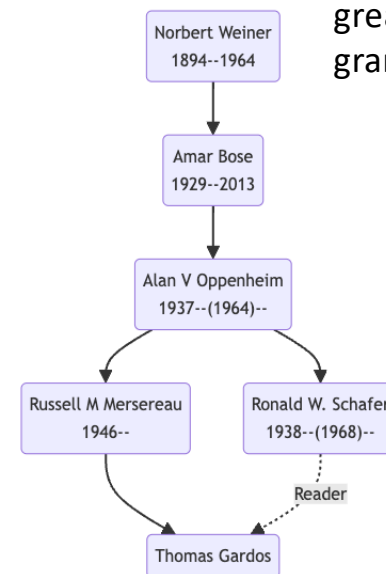 Norbert Weiner
1894--1964
Amar Bose
1929--2013
Alan V Oppenheim
1937--(1964)--
Russell M Mersereau
1946--
Ronald W. Schafer
1938--(1968)--
Reader
Thomas Gardos